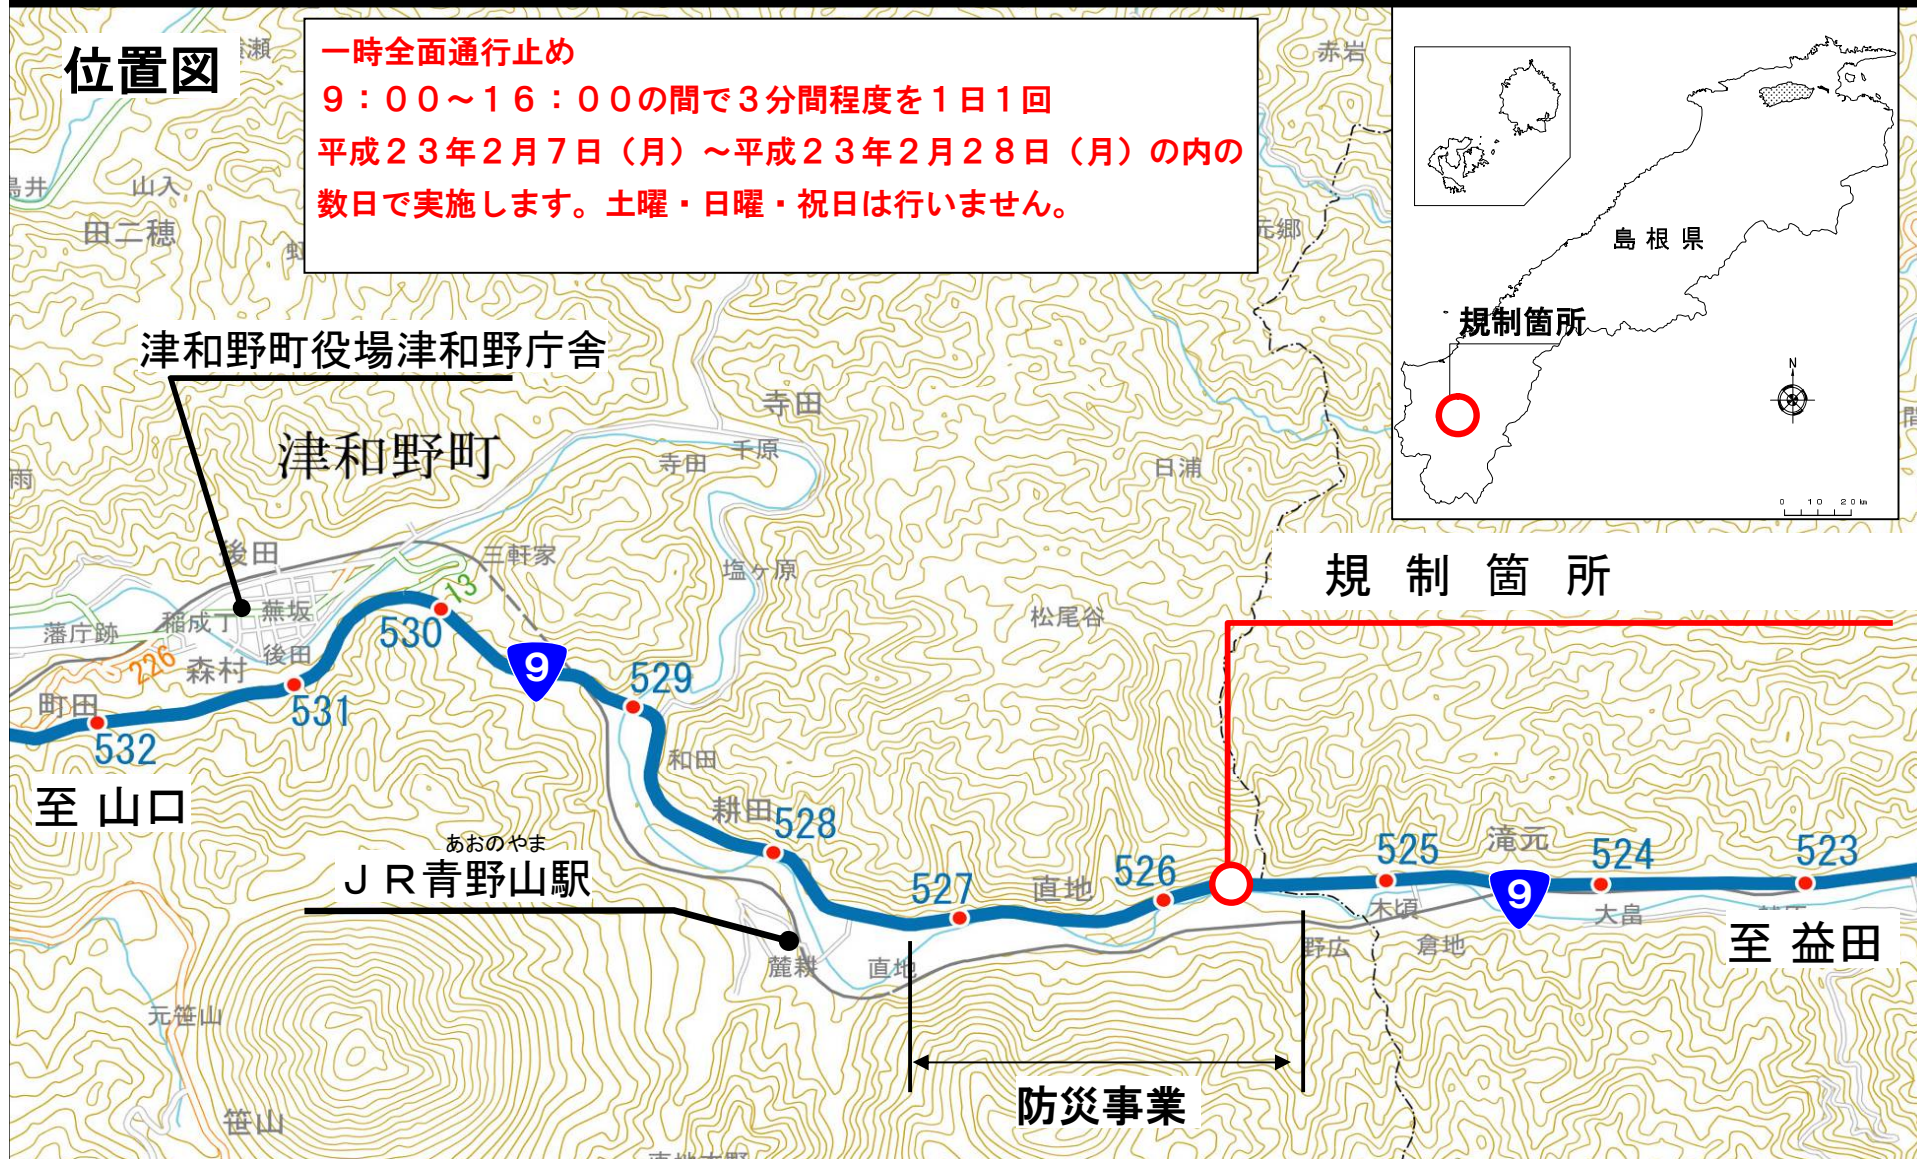 位置図
一時全面通行止め
９：００～１６：００の間で３分間程度を１日１回
平成２３年２月７日（月）～平成２３年２月２８日（月）の内の
数日で実施します。土曜・日曜・祝日は行いません。
島根県
規制箇所
N
0 10 20km
赤岩
元郷
山入
田二穂
津和野町役場津和野庁舎
津和野町
寺田
千原
寺田
日浦
雨
後田
三軒家
塩ヶ原
松尾谷
規制箇所
13
藩庁跡
稲成丁
蕪坂
後田
森村
226
町田
530
9
529
531
532
至 山口
和田
耕田
528
あおのやま
ＪＲ青野山駅
527
直地
526
525
滝元
524
523
9
木頃
大畠
野広
倉地
至 益田
麓耕
直地
元笹山
笹山
防災事業